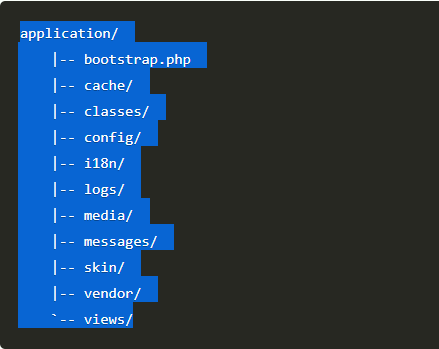 application/
    |-- bootstrap.php
    |-- cache/
    |-- classes/
    |-- config/
    |-- i18n/
    |-- logs/
    |-- media/
    |-- messages/
    |-- skin/
    |-- vendor/
    `-- views/